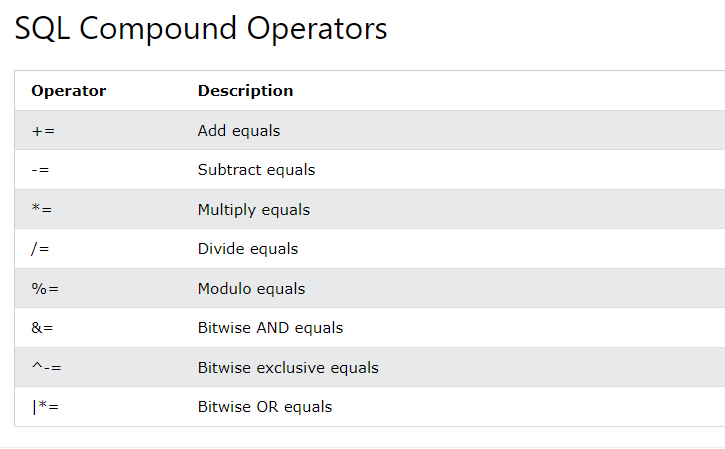 SQL Compound Operators
Operator Description
+= Add equals
-= Subtract equals
*= Multiply equals
/= Divide equals
%= Modulo equals
&= Bitwise AND equals
^-= Bitwise exclusive equals
|*= Bitwise OR equals